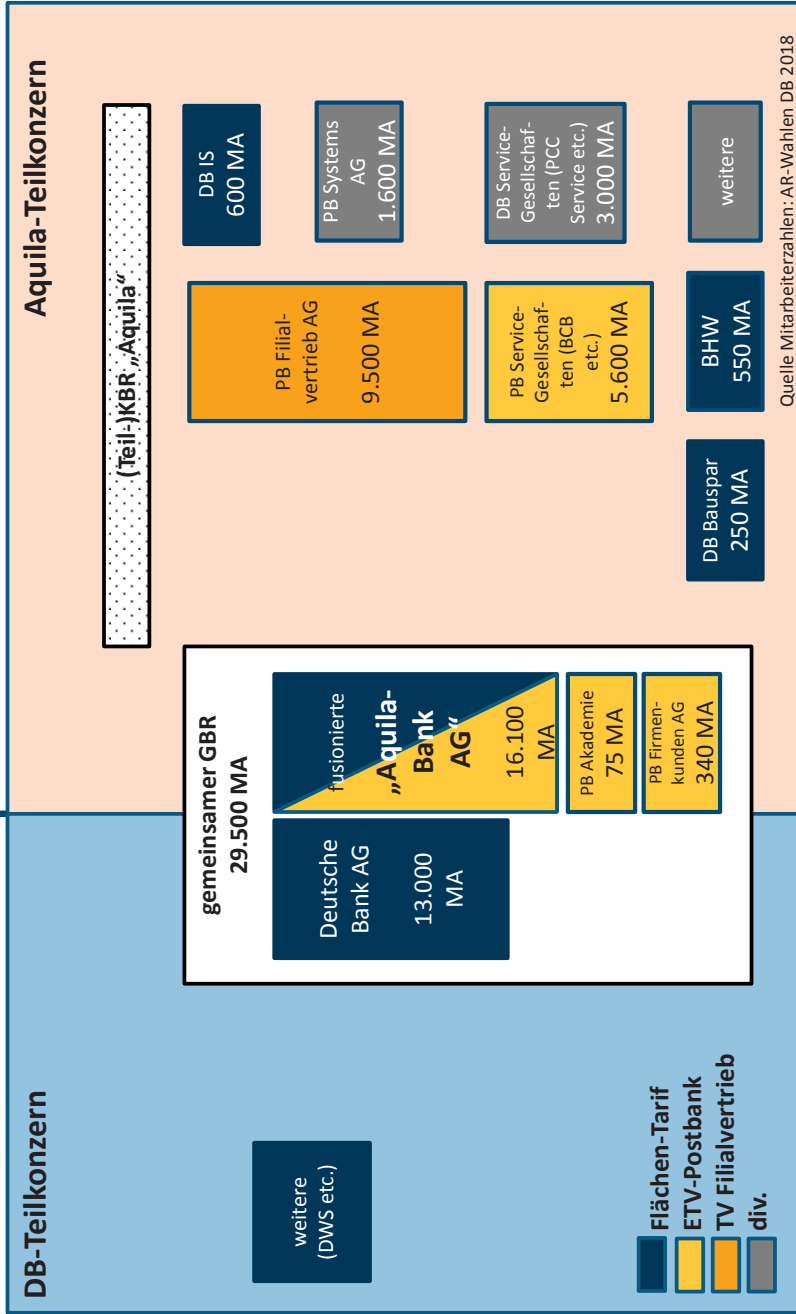 DB-Teilkonzern
Aquila-Teilkonzern
(Teil-)KBR „Aquila“
gemeinsamer GBR
29.500 MA
weitere
(DWS etc.)
Deutsche
Bank AG
13.000
MA
fusionierte
„Aquila-
Bank
AG“
16.100
MA
PB Akademie
75 MA
PB Firmen-
kunden AG
340 MA
PB Filial-
vertrieb AG
9.500 MA
PB Service-
Gesellschaf-
ten (BCB
etc.)
5.600 MA
DB Bauspar
250 MA
BHW
550 MA
DB IS
600 MA
PB Systems
AG
1.600 MA
DB Service-
Gesellschaf-
ten (PCC
Service etc.)
3.000 MA
weitere
Flächen-Tarif
ETV-Postbank
TV Filialvertrieb
div.
Quelle Mitarbeiterzahlen: AR-Wahlen DB 2018